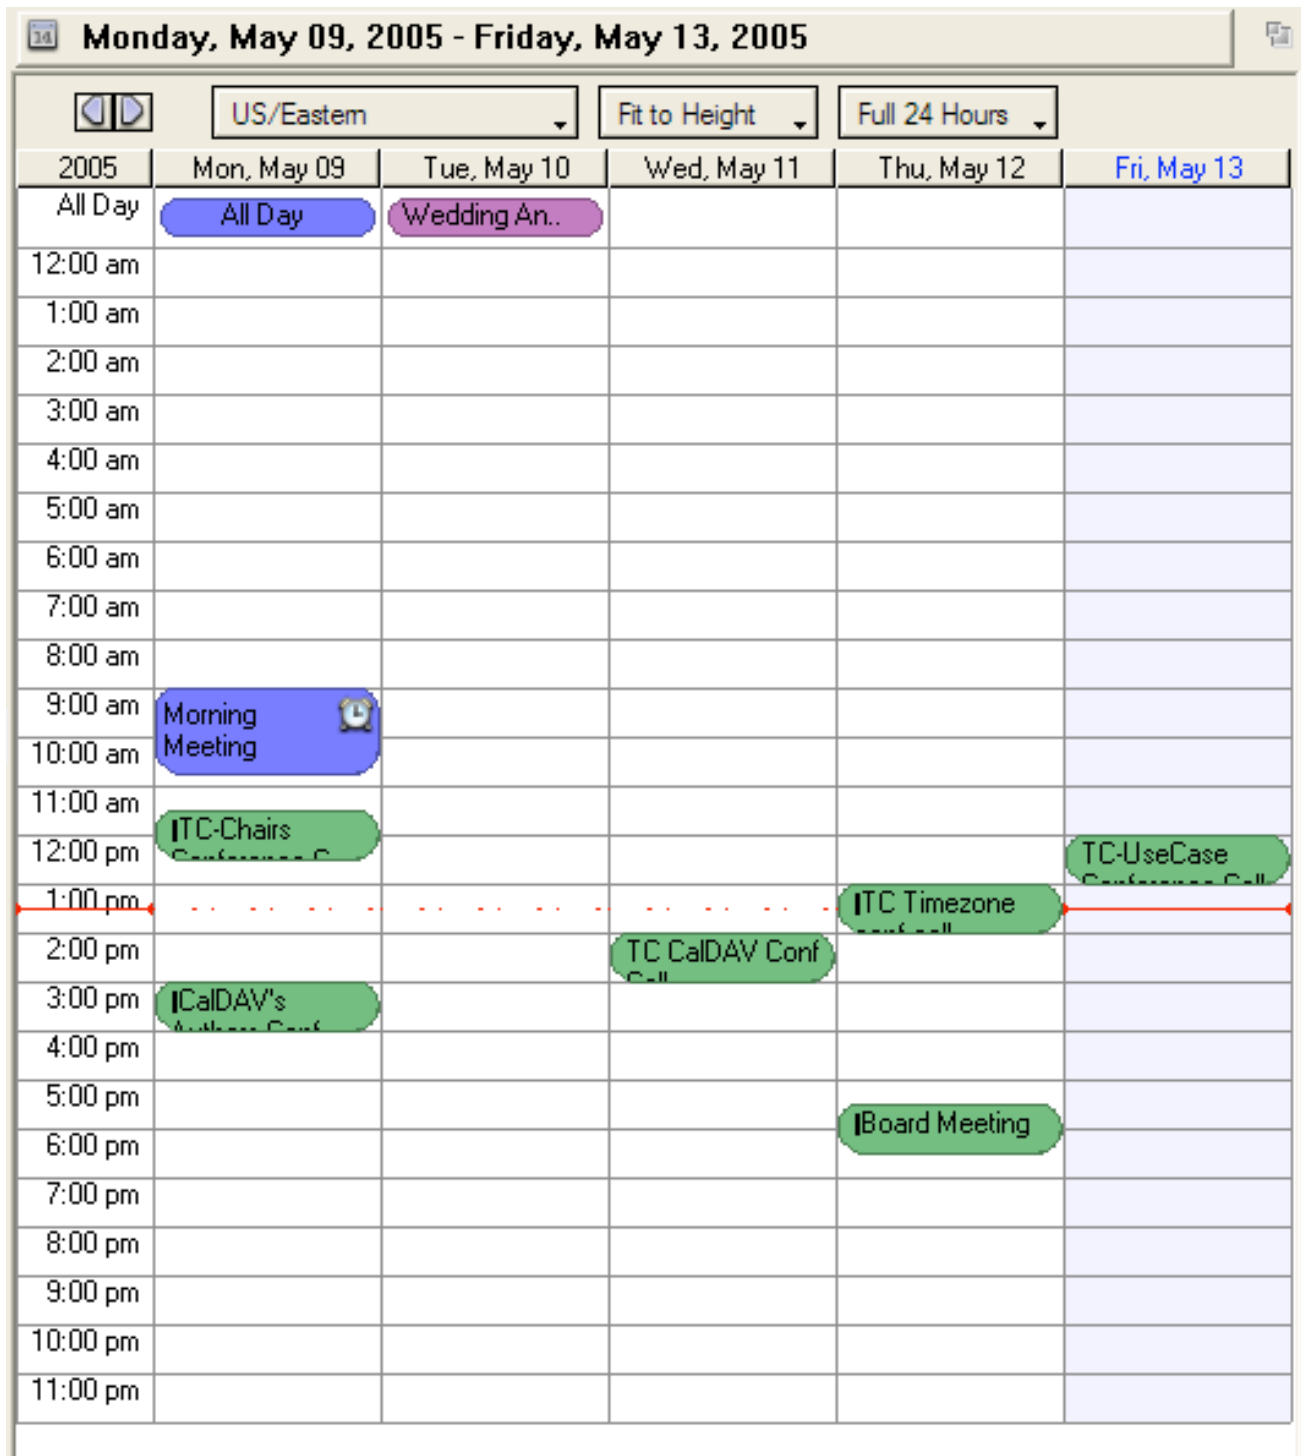 14 Monday, May 09, 2005 - Friday, May 13, 2005
US/Eastern Fit to Height Full 24 Hours
2005 Mon, May 09 Tue, May 10 Wed, May 11 Thu, May 12 Fri, May 13
All Day All Day Wedding An..
12:00 am
1:00 am
2:00 am
3:00 am
4:00 am
5:00 am
6:00 am
7:00 am
8:00 am
9:00 am Morning
10:00 am Meeting
11:00 am
TC-Chairs
12:00 pm TC-UseCase
1:00 pm TC Timezone
2:00 pm TC CalDAV Conf
3:00 pm CalDAV's
4:00 pm
5:00 pm
Board Meeting
6:00 pm
7:00 pm
8:00 pm
9:00 pm
10:00 pm
11:00 pm